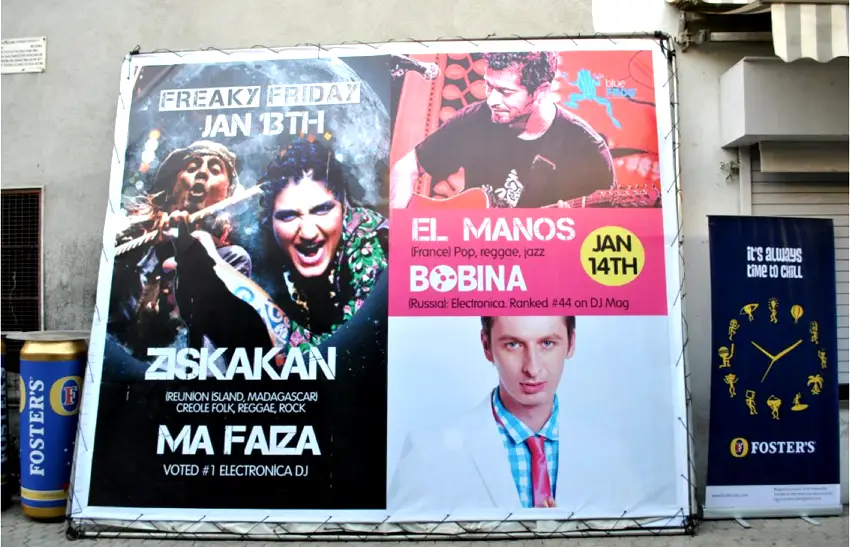 FREAKY FRIDAY
JAN 13TH
ZISKAKAN
(REUNION ISLAND, MADAGASCAR)
CREOLE FOLK, REGGAE, ROCK
MA FAIZA
VOTED #1 ELECTRONICA DJ
blue
FROG
EL MANOS
(France) Pop, reggae, jazz
JAN
14TH
BOBINA
(Russia): Electronica. Ranked #44 on DJ Mag
FOSTER'S
F
it's always
time to chill
F FOSTER'S